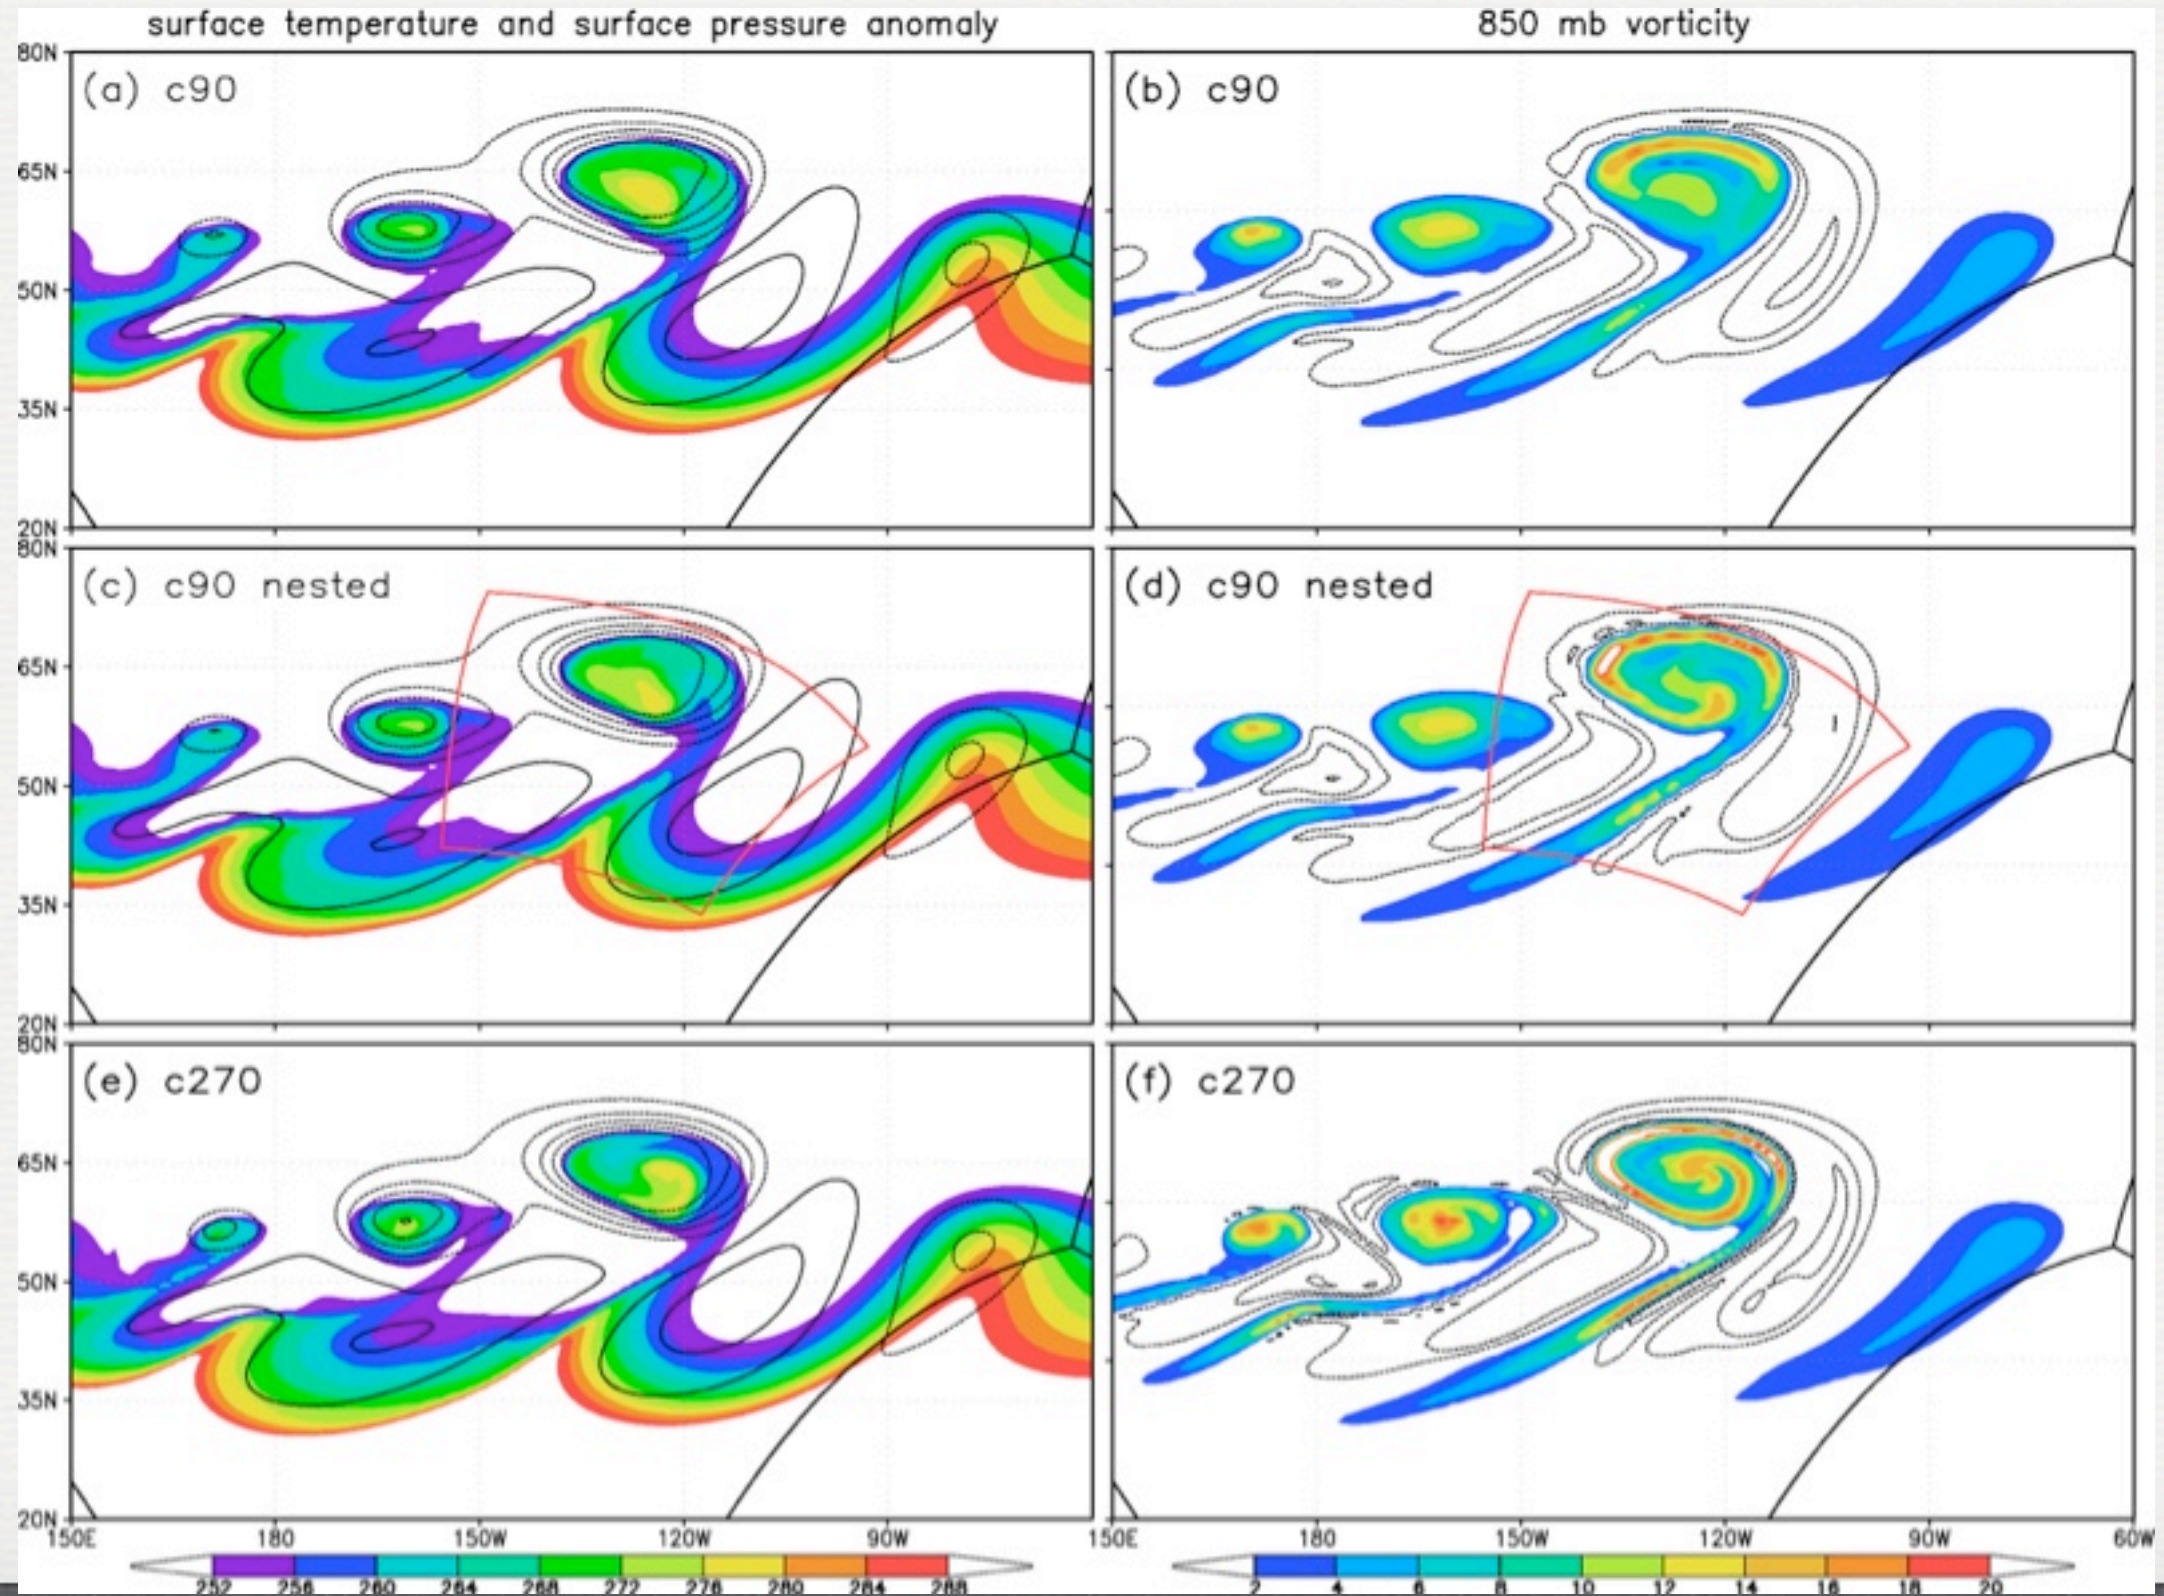 surface temperature and surface pressure anomaly
850 mb vorticity
80N
(a) c90
(b) c90
65N
50N
35N
20N
80N
(c) c90 nested
(d) c90 nested
65N
50N
35N
20N
80N
(e) c270
(f) c270
65N
50N
35N
20N
150E 180 150W 120W 90W 150E 180 150W 120W 90W 60W
252 256 260 264 268 272 276 280 284 288
2 4 6 8 10 12 14 16 18 20